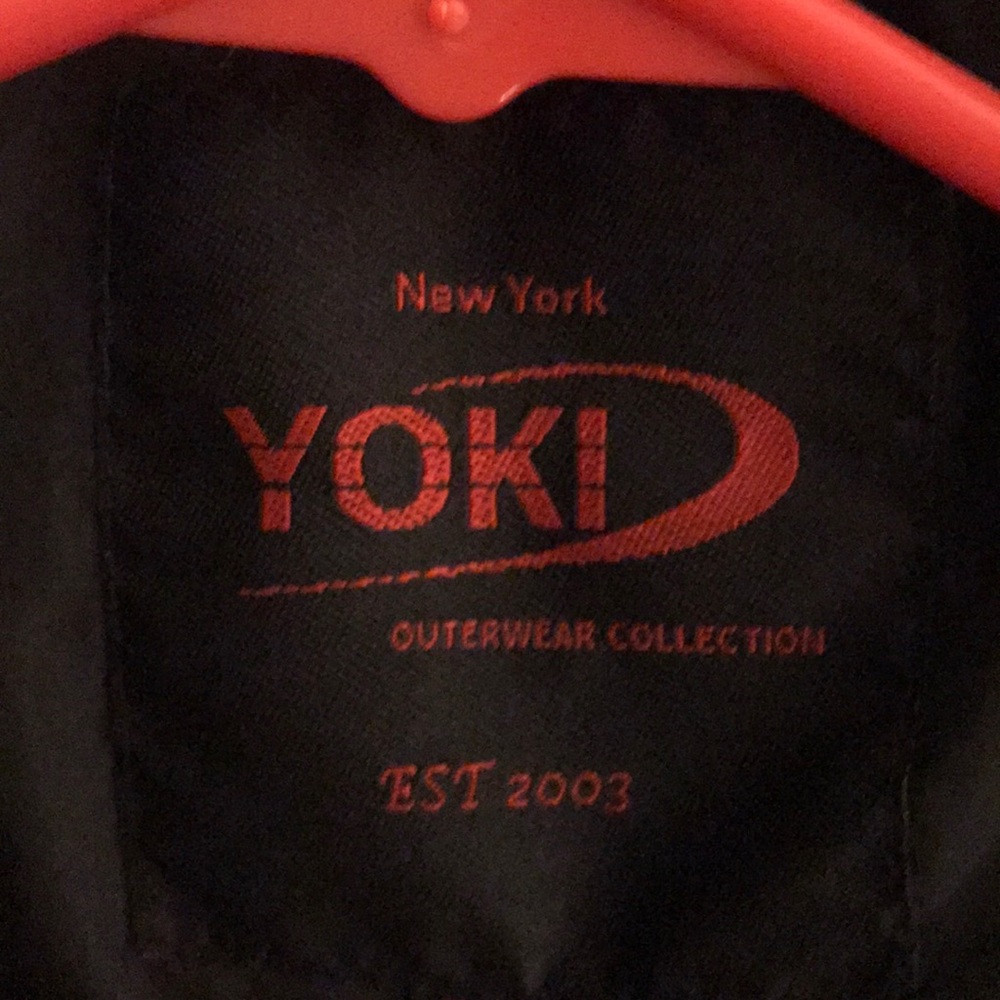 New York
YOKI
OUTERWEAR COLLECTION
EST 2003